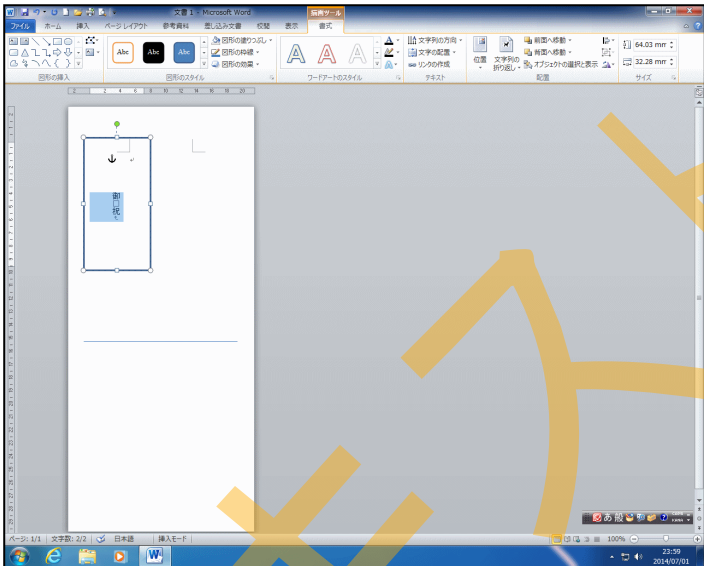 文書 1 - Microsoft Word
描画ツール
ファイル ホーム 挿入 ページ レイアウト 参考資料 差し込み文書 校閲 表示 書式
図形の塗りつぶし
図形の枠線
図形の効果
Abc Abc Abc
A A A
文字列の方向
文字の配置
リンクの作成
位置 文字列の折り返し
前面へ移動
背面へ移動
オブジェクトの選択と表示
64.03 mm
32.28 mm
図形の挿入 図形のスタイル ワードアートのスタイル テキスト 配置 サイズ
御□祝
ページ: 1/1 文字数: 2/2 日本語 挿入モード
100%
あ 般
23:59
2014/07/01